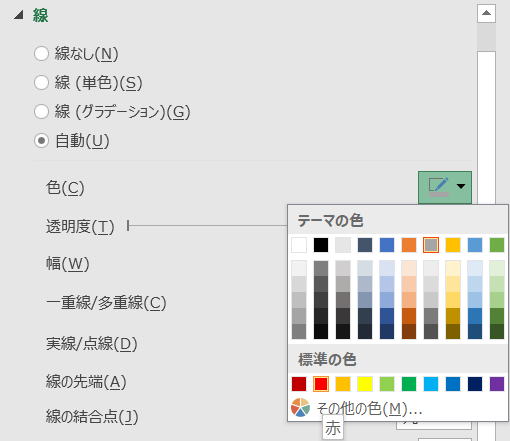 線
線なし(N)
線 (単色)(S)
線 (グラデーション)(G)
自動(U)
色(C)
透明度(T)
テーマの色
幅(W)
一重線/多重線(C)
実線/点線(D)
標準の色
線の先端(A)
その他の色(M)...
線の結合点(J)
赤